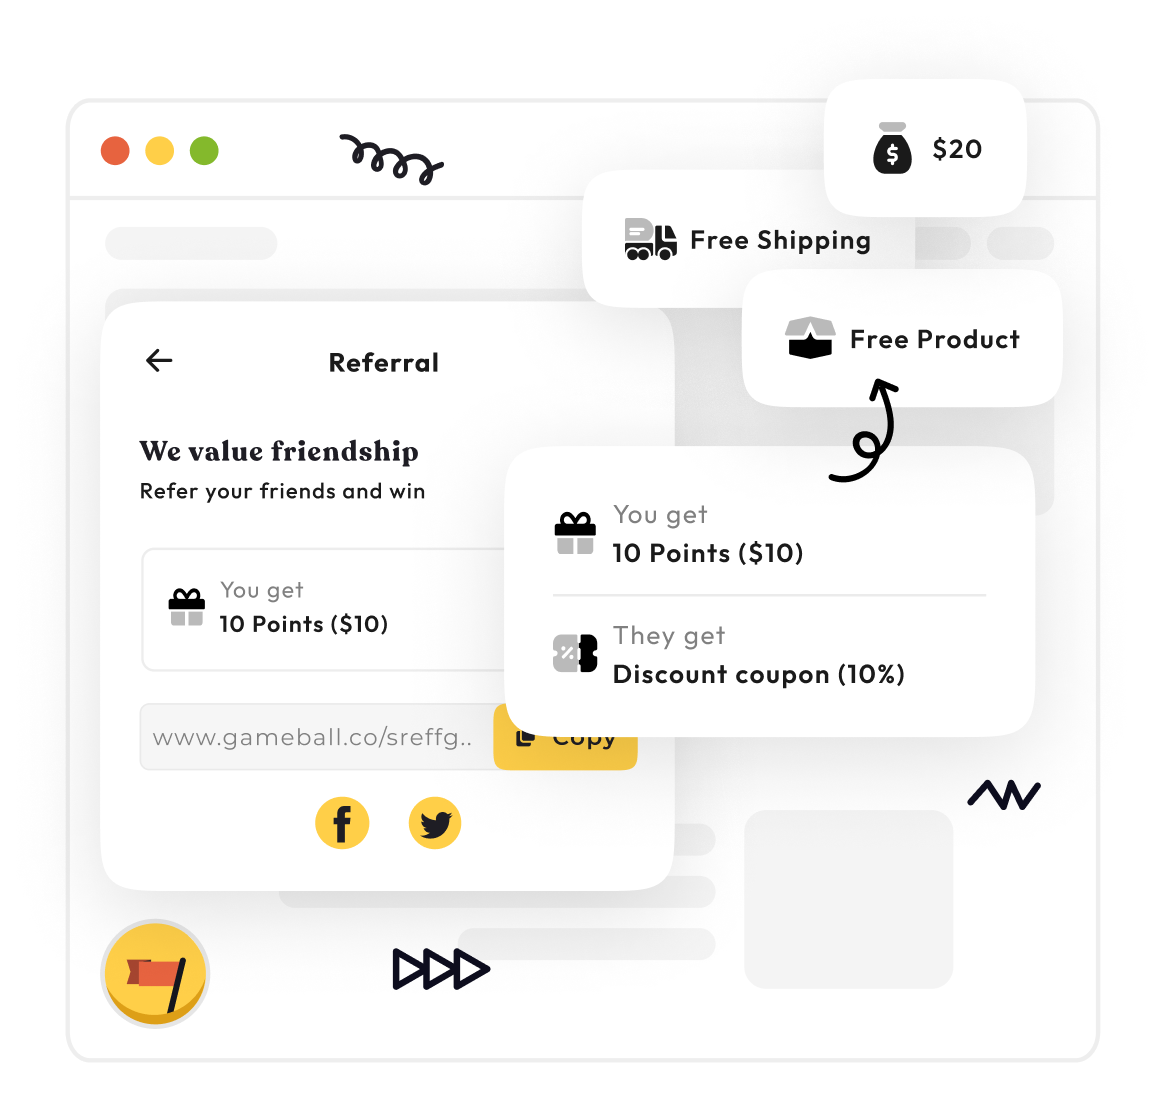 $20
Free Shipping
Free Product
Referral
We value friendship
Refer your friends and win
You get
10 Points ($10)
You get
10 Points ($10)
They get
Discount coupon (10%)
www.gameball.co/sreffg..
Copy